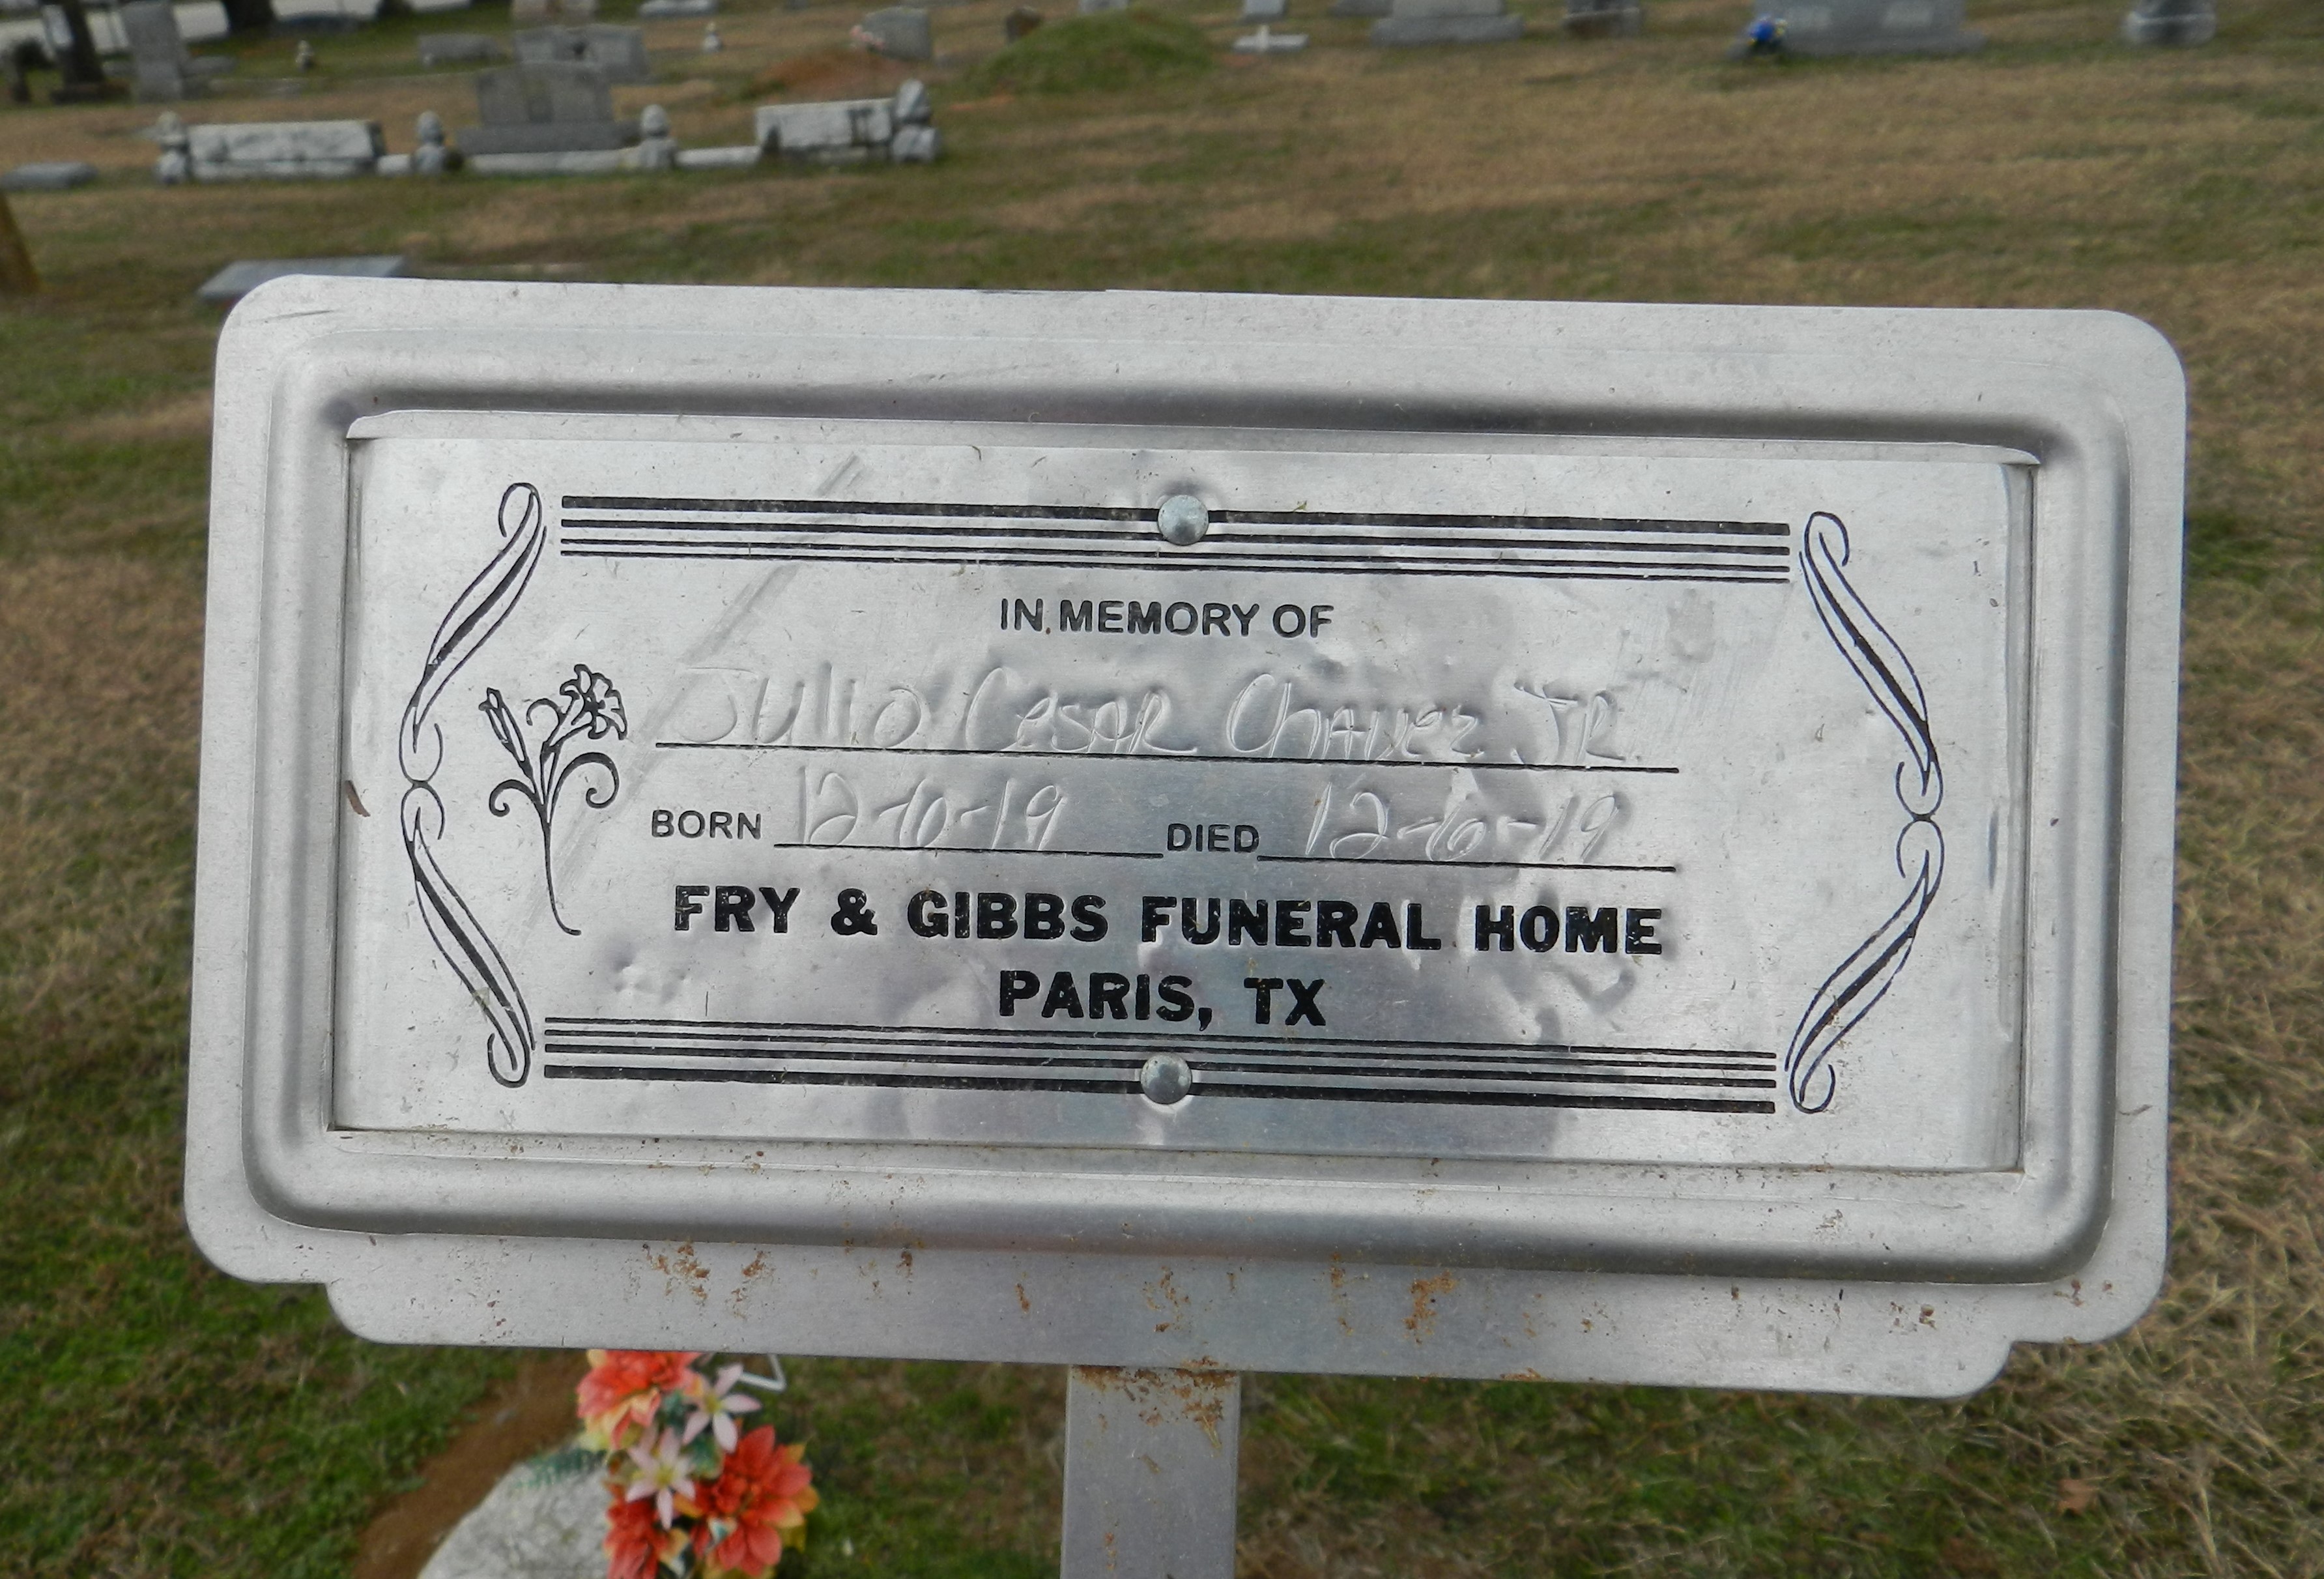 IN MEMORY OF
Julio Cesar Chavez JR
BORN 12-6-19 DIED 12-6-19
FRY & GIBBS FUNERAL HOME
PARIS, TX